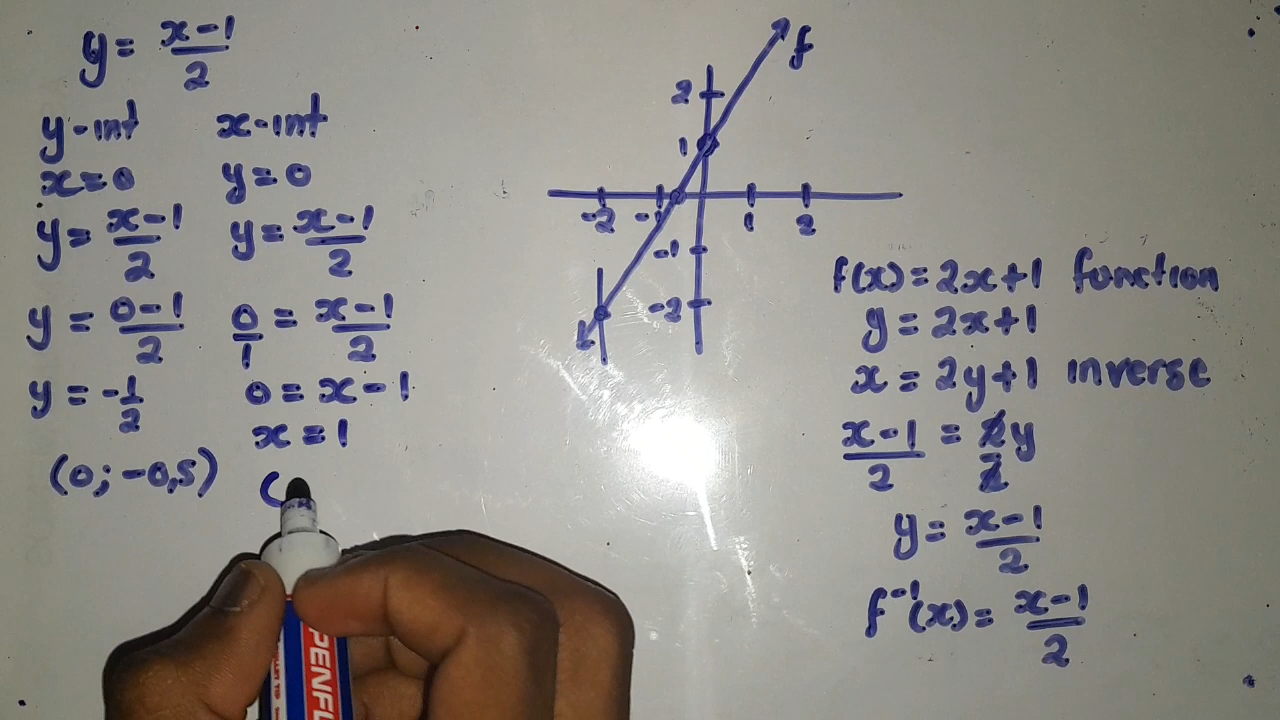 y = x-1/2
y-int
x = 0
y = x-1/2
y = 0-1/2
y = -1/2
(0; -0,5)
x-int
y = 0
y = x-1/2
0/1 = x-1/2
0 = x-1
x = 1
(
f
2
1
-2 -1 1 2
-1
-2
f(x) = 2x+1 function
y = 2x+1
x = 2y+1 inverse
x-1/2 = 2y/2
y = x-1/2
f⁻¹(x) = x-1/2